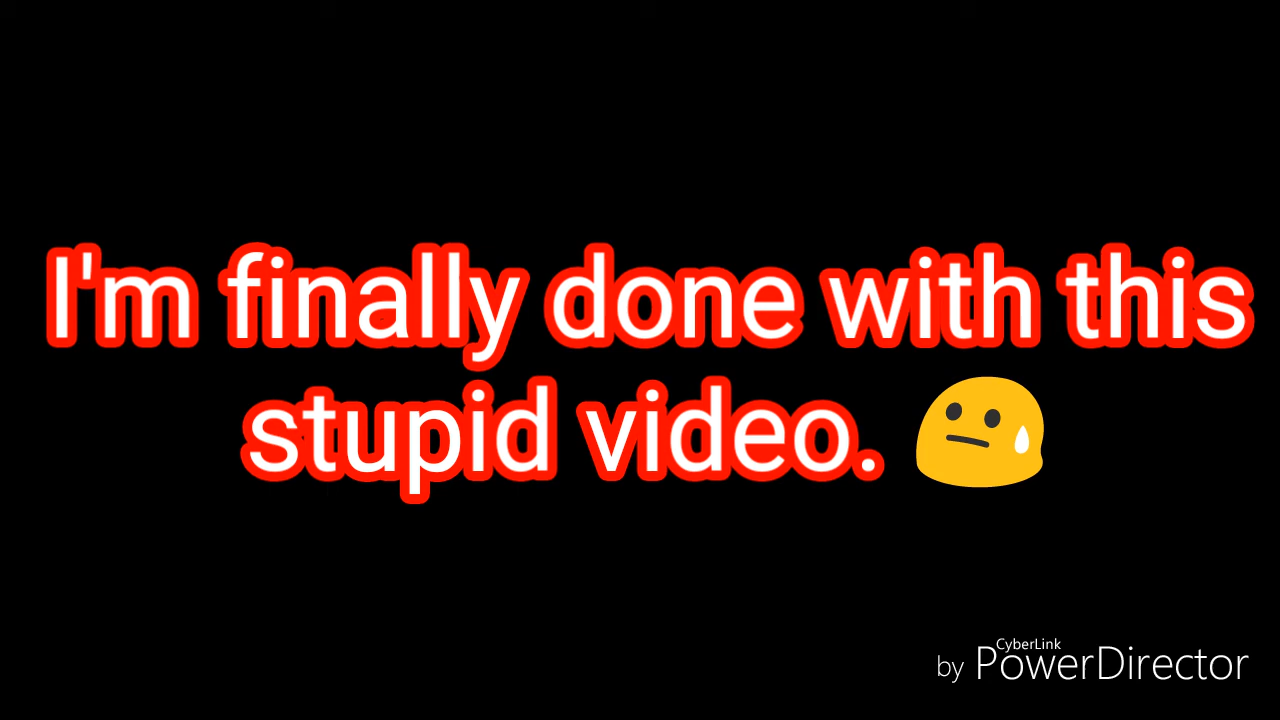 I'm finally done with this
stupid video. 😓
CyberLink
by PowerDirector